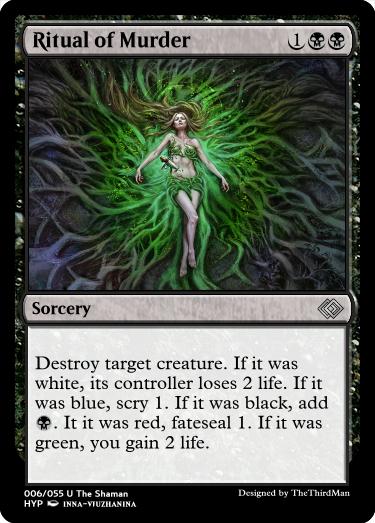 Ritual of Murder 1
Sorcery
Destroy target creature. If it was
white, its controller loses 2 life. If it
was blue, scry 1. If it was black, add
. It it was red, fateseal 1. If it was
green, you gain 2 life.
006/055 U The Shaman Designed by TheThirdMan
HYP INNA-VIUZHANINA